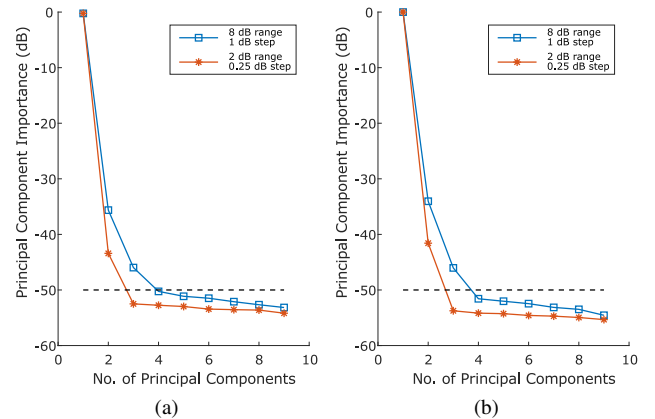 Principal Component Importance (dB)
0
-10
-20
-30
-40
-50
-60
0
2
4
6
8
10
No. of Principal Components
8 dB range
1 dB step
2 dB range
0.25 dB step
(a)
Principal Component Importance (dB)
0
-10
-20
-30
-40
-50
-60
0
2
4
6
8
10
No. of Principal Components
8 dB range
1 dB step
2 dB range
0.25 dB step
(b)